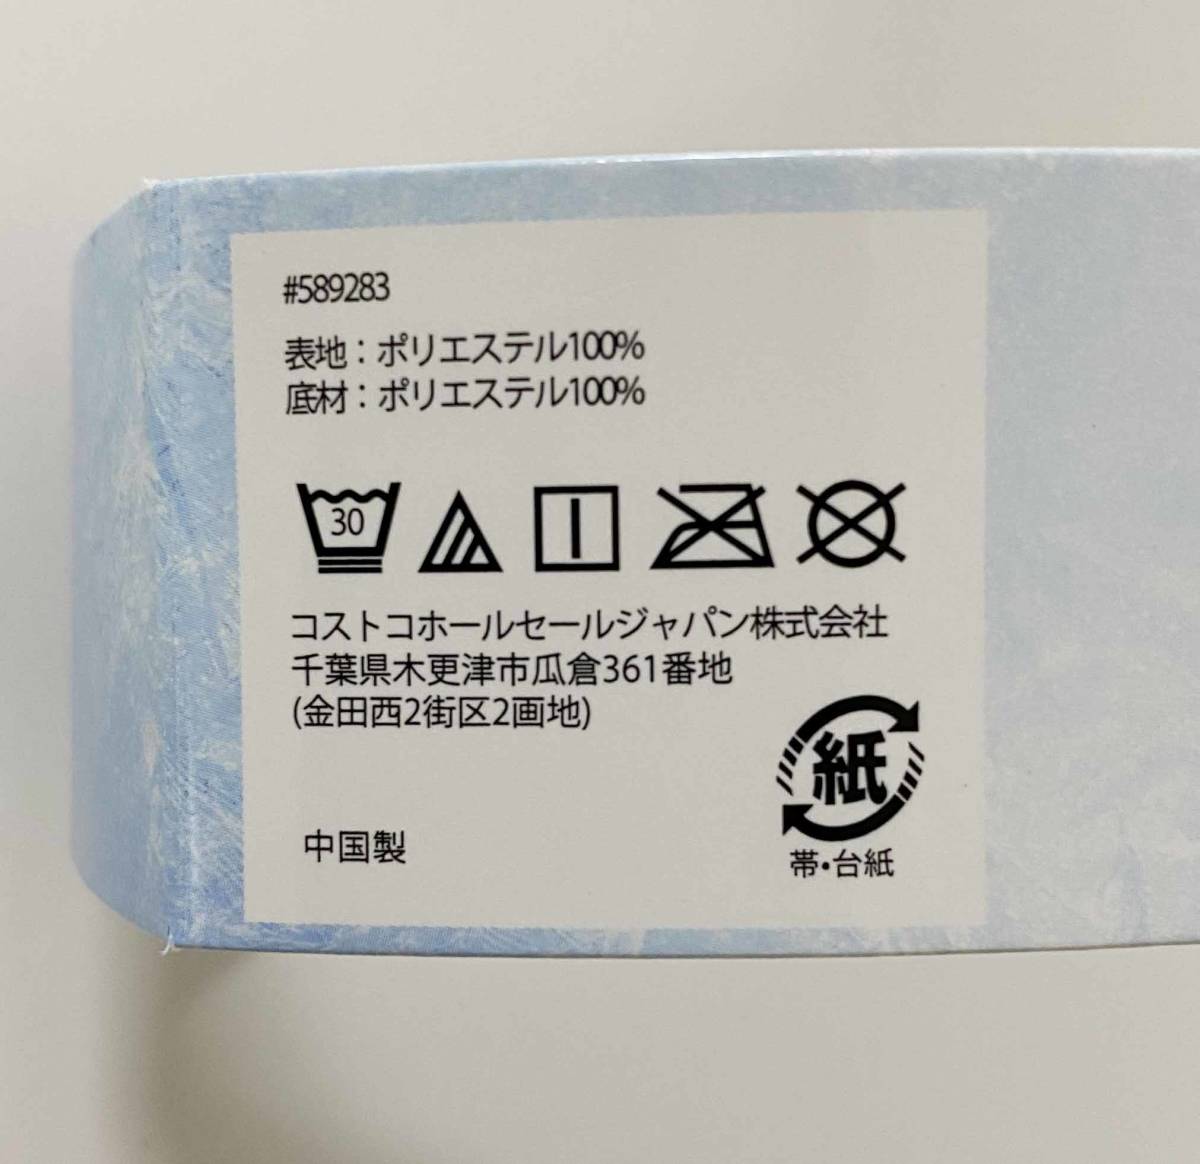 #589283
表地：ポリエステル100%
底材：ポリエステル100%
30
コストコホールセールジャパン株式会社
千葉県木更津市瓜倉361番地
(金田西2街区2画地)
紙
帯・台紙
中国製